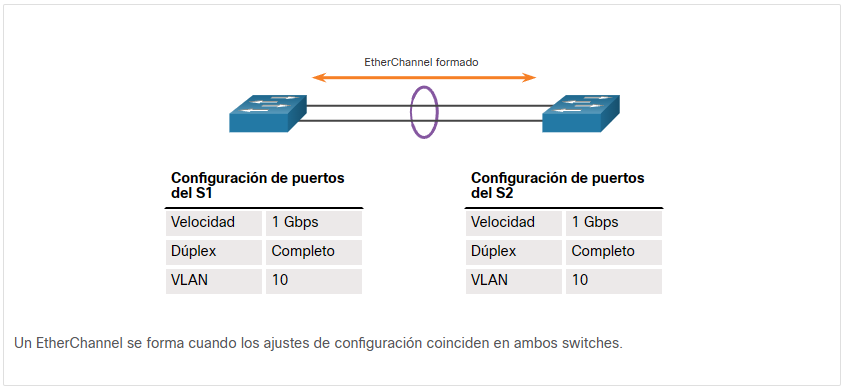 EtherChannel formado
Configuración de puertos
del S1
Velocidad 1 Gbps
Dúplex Completo
VLAN 10
Configuración de puertos
del S2
Velocidad 1 Gbps
Dúplex Completo
VLAN 10
Un EtherChannel se forma cuando los ajustes de configuración coinciden en ambos switches.